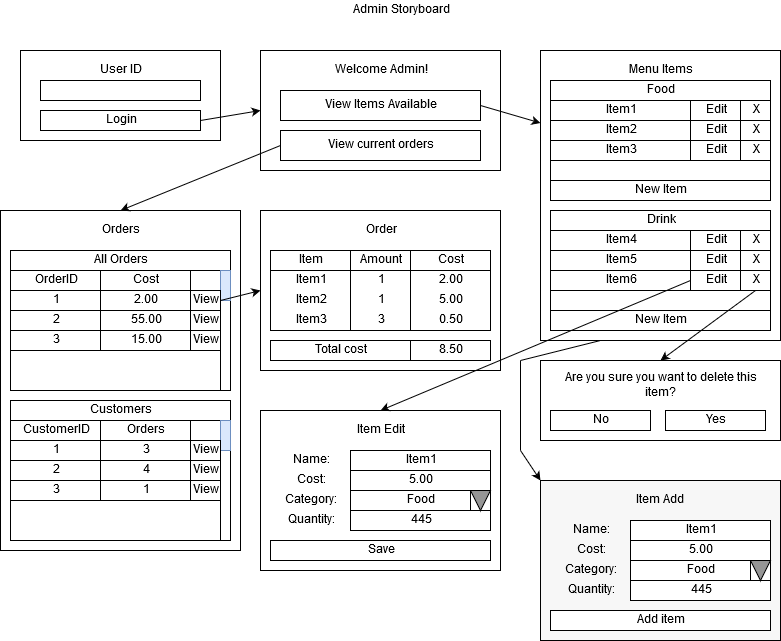 Admin Storyboard
User ID
Login
Welcome Admin!
View Items Available
View current orders
Menu Items
Food
Item1 Edit X
Item2 Edit X
Item3 Edit X
New Item
Drink
Item4 Edit X
Item5 Edit X
Item6 Edit X
New Item
Orders
All Orders
OrderID Cost
1 2.00 View
2 55.00 View
3 15.00 View
Customers
CustomerID Orders
1 3 View
2 4 View
3 1 View
Order
Item Amount Cost
Item1 1 2.00
Item2 1 5.00
Item3 3 0.50
Total cost 8.50
Are you sure you want to delete this
item?
No Yes
Item Edit
Name: Item1
Cost: 5.00
Category: Food
Quantity: 445
Save
Item Add
Name: Item1
Cost: 5.00
Category: Food
Quantity: 445
Add item